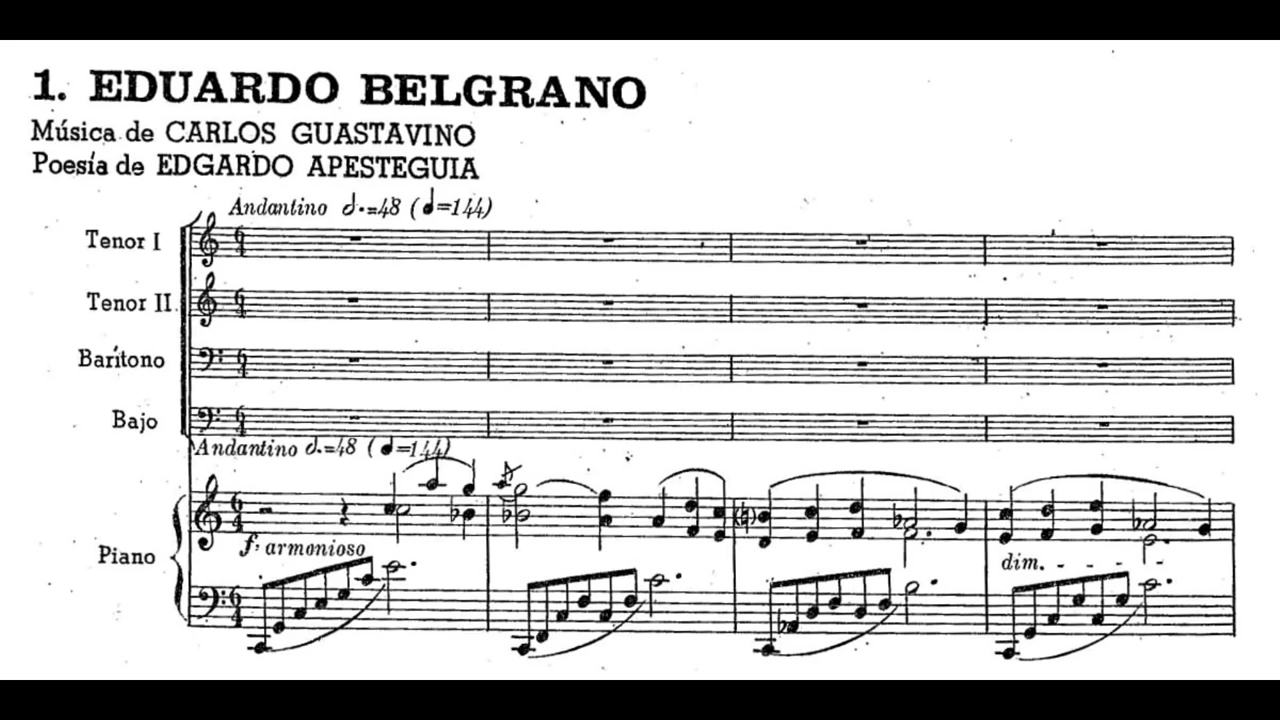 1. EDUARDO BELGRANO
Música de CARLOS GUASTAVINO
Poesía de EDGARDO APESTEGUIA
Andantino 𝅗𝅥.=48 (♩=144)
Tenor I
Tenor II
Barítono
Bajo
Andantino 𝅗𝅥.=48 (♩=144)
Piano
f: armonioso
dim. - - - - -